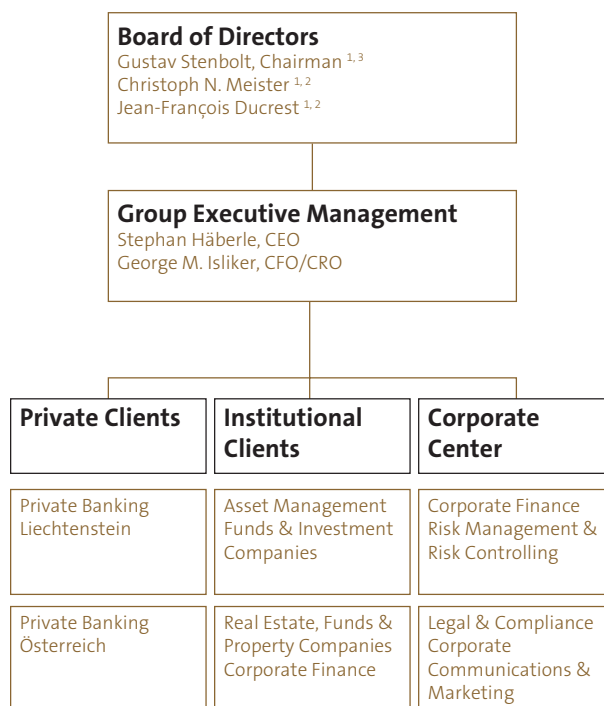 Board of Directors
Gustav Stenbolt, Chairman 1, 3
Christoph N. Meister 1, 2
Jean-François Ducrest 1, 2
Group Executive Management
Stephan Häberle, CEO
George M. Isliker, CFO/CRO
Private Clients
Institutional
Clients
Corporate
Center
Private Banking
Liechtenstein
Asset Management
Funds & Investment
Companies
Corporate Finance
Risk Management &
Risk Controlling
Private Banking
Österreich
Real Estate, Funds &
Property Companies
Corporate Finance
Legal & Compliance
Corporate
Communications &
Marketing